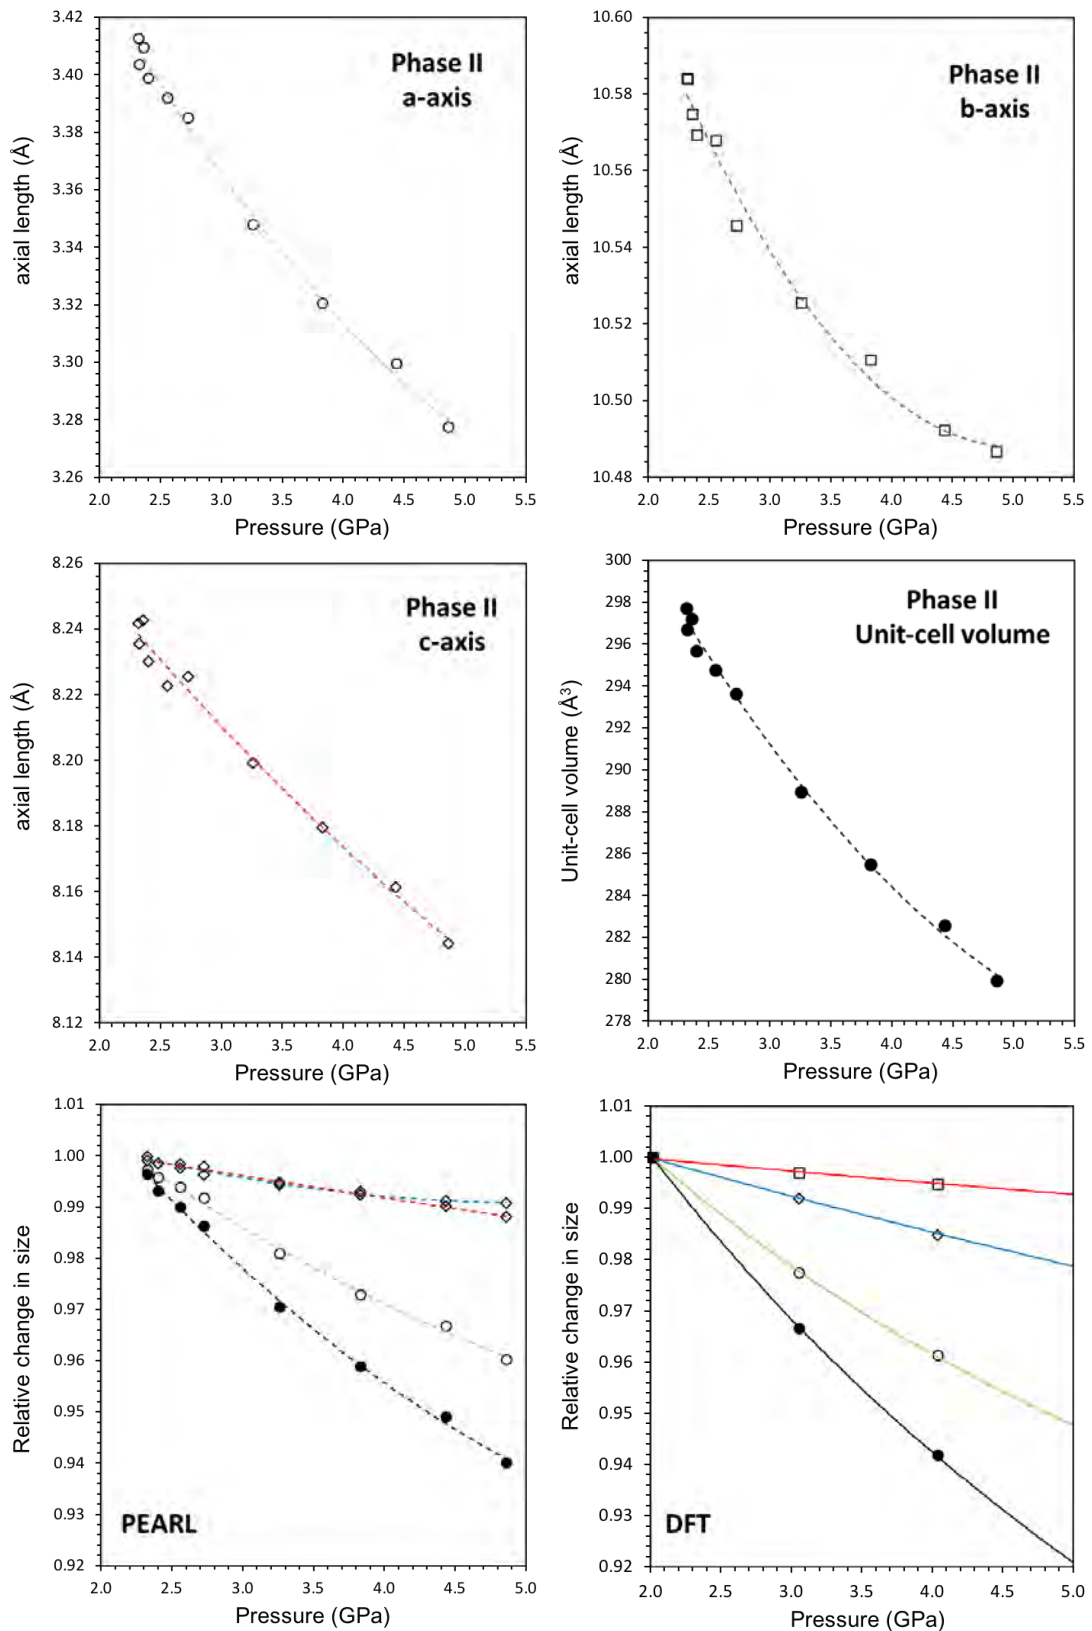 3.42
3.40
3.38
3.36
3.34
3.32
3.30
3.28
3.26
axial length (Å)
Phase II
a-axis
2.0 2.5 3.0 3.5 4.0 4.5 5.0 5.5
Pressure (GPa)
10.60
10.58
10.56
10.54
10.52
10.50
10.48
axial length (Å)
Phase II
b-axis
2.0 2.5 3.0 3.5 4.0 4.5 5.0 5.5
Pressure (GPa)
8.26
8.24
8.22
8.20
8.18
8.16
8.14
8.12
axial length (Å)
Phase II
c-axis
2.0 2.5 3.0 3.5 4.0 4.5 5.0 5.5
Pressure (GPa)
300
298
296
294
292
290
288
286
284
282
280
278
Unit-cell volume (Å³)
Phase II
Unit-cell volume
2.0 2.5 3.0 3.5 4.0 4.5 5.0 5.5
Pressure (GPa)
1.01
1.00
0.99
0.98
0.97
0.96
0.95
0.94
0.93
0.92
Relative change in size
PEARL
2.0 2.5 3.0 3.5 4.0 4.5 5.0
Pressure (GPa)
1.01
1.00
0.99
0.98
0.97
0.96
0.95
0.94
0.93
0.92
Relative change in size
DFT
2.0 2.5 3.0 3.5 4.0 4.5 5.0
Pressure (GPa)